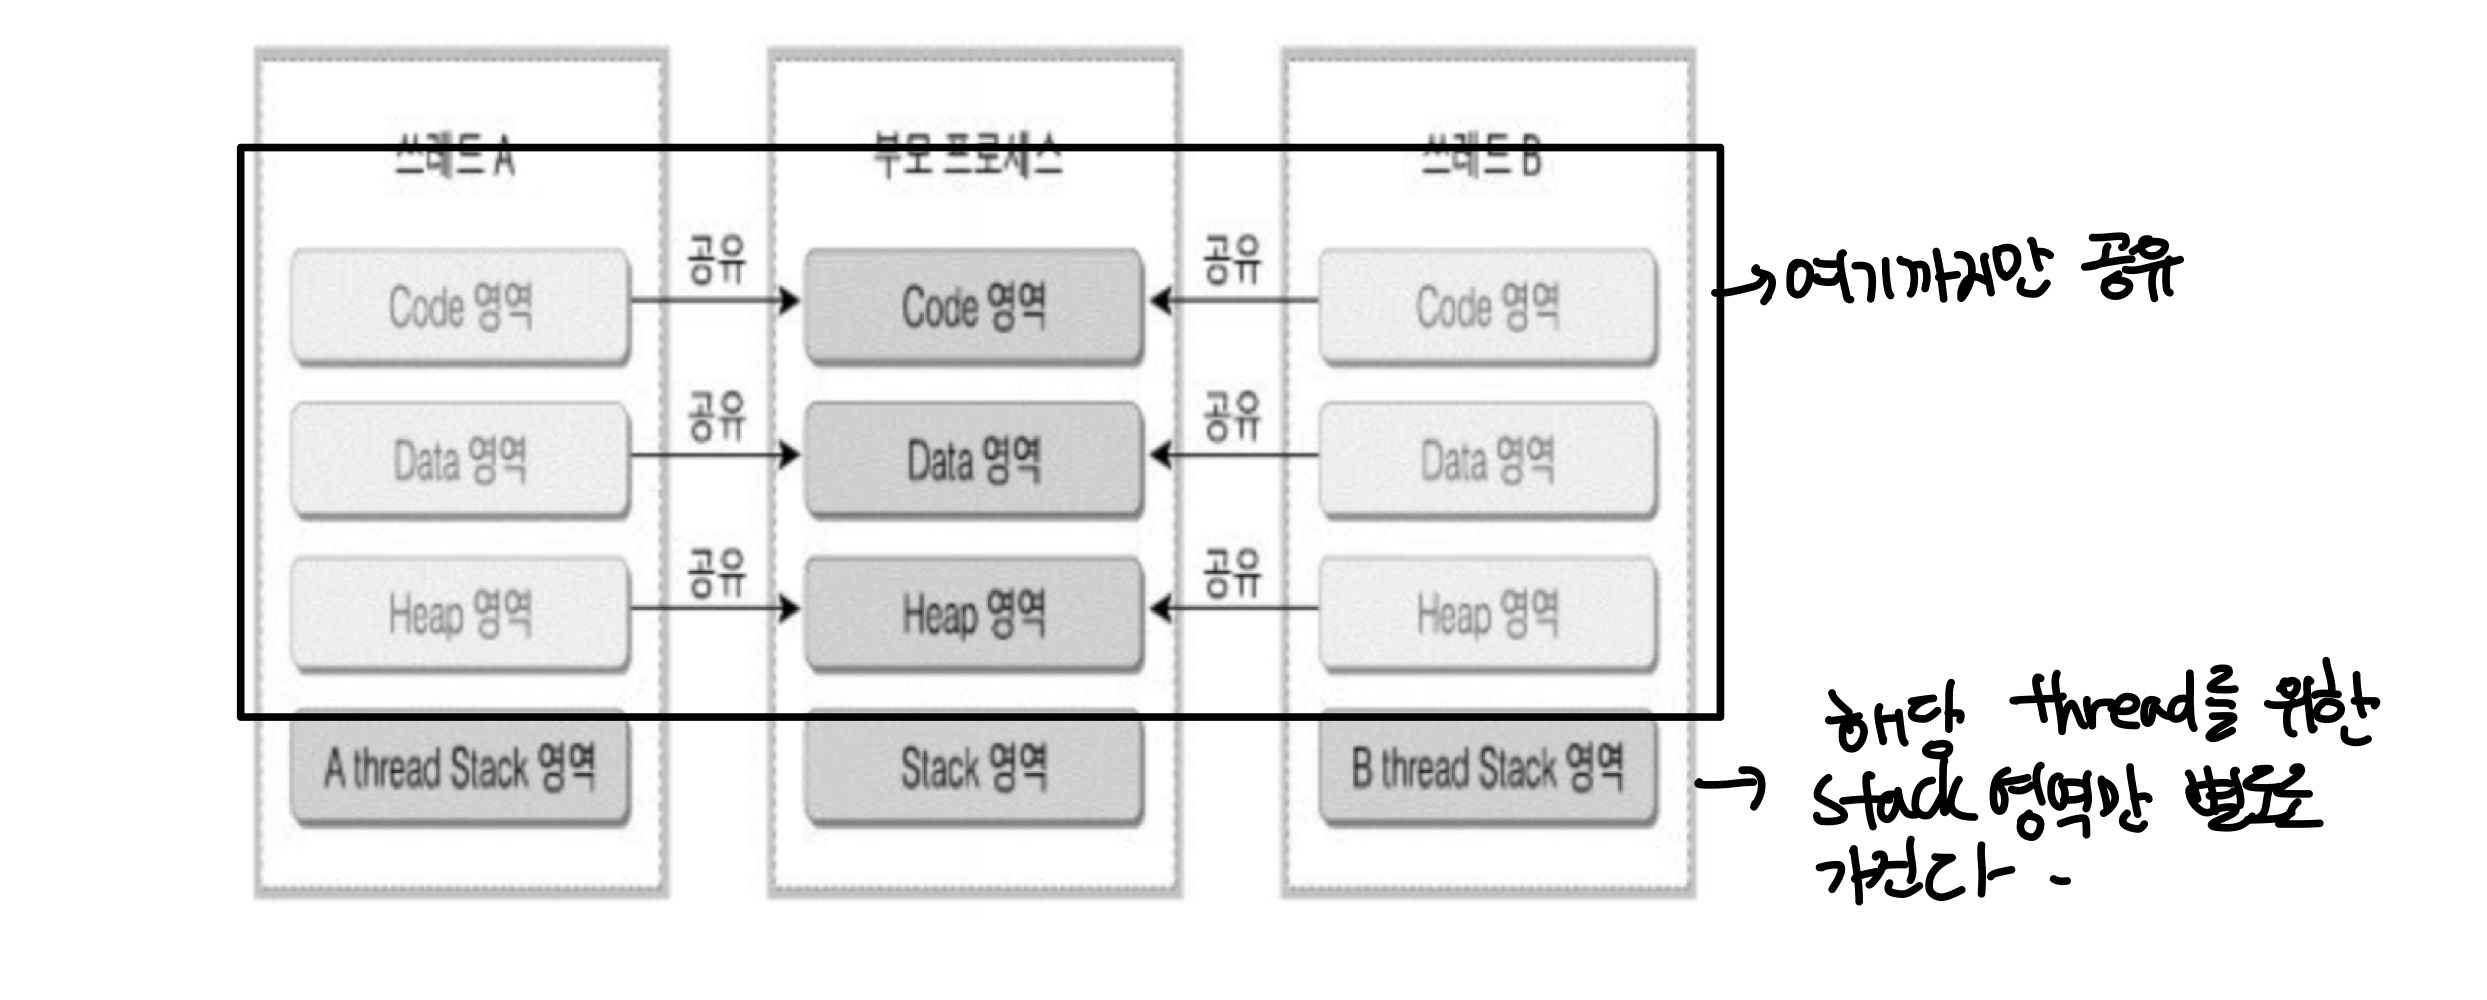 쓰레드 A
부모 프로세스
쓰레드 B
공유
공유
Code 영역
Code 영역
Code 영역
→ 여기까지만 공유
공유
공유
Data 영역
Data 영역
Data 영역
공유
공유
Heap 영역
Heap 영역
Heap 영역
A thread Stack 영역
Stack 영역
B thread Stack 영역
→ 해당 thread를 위한
stack 영역만 별도로
가진다.